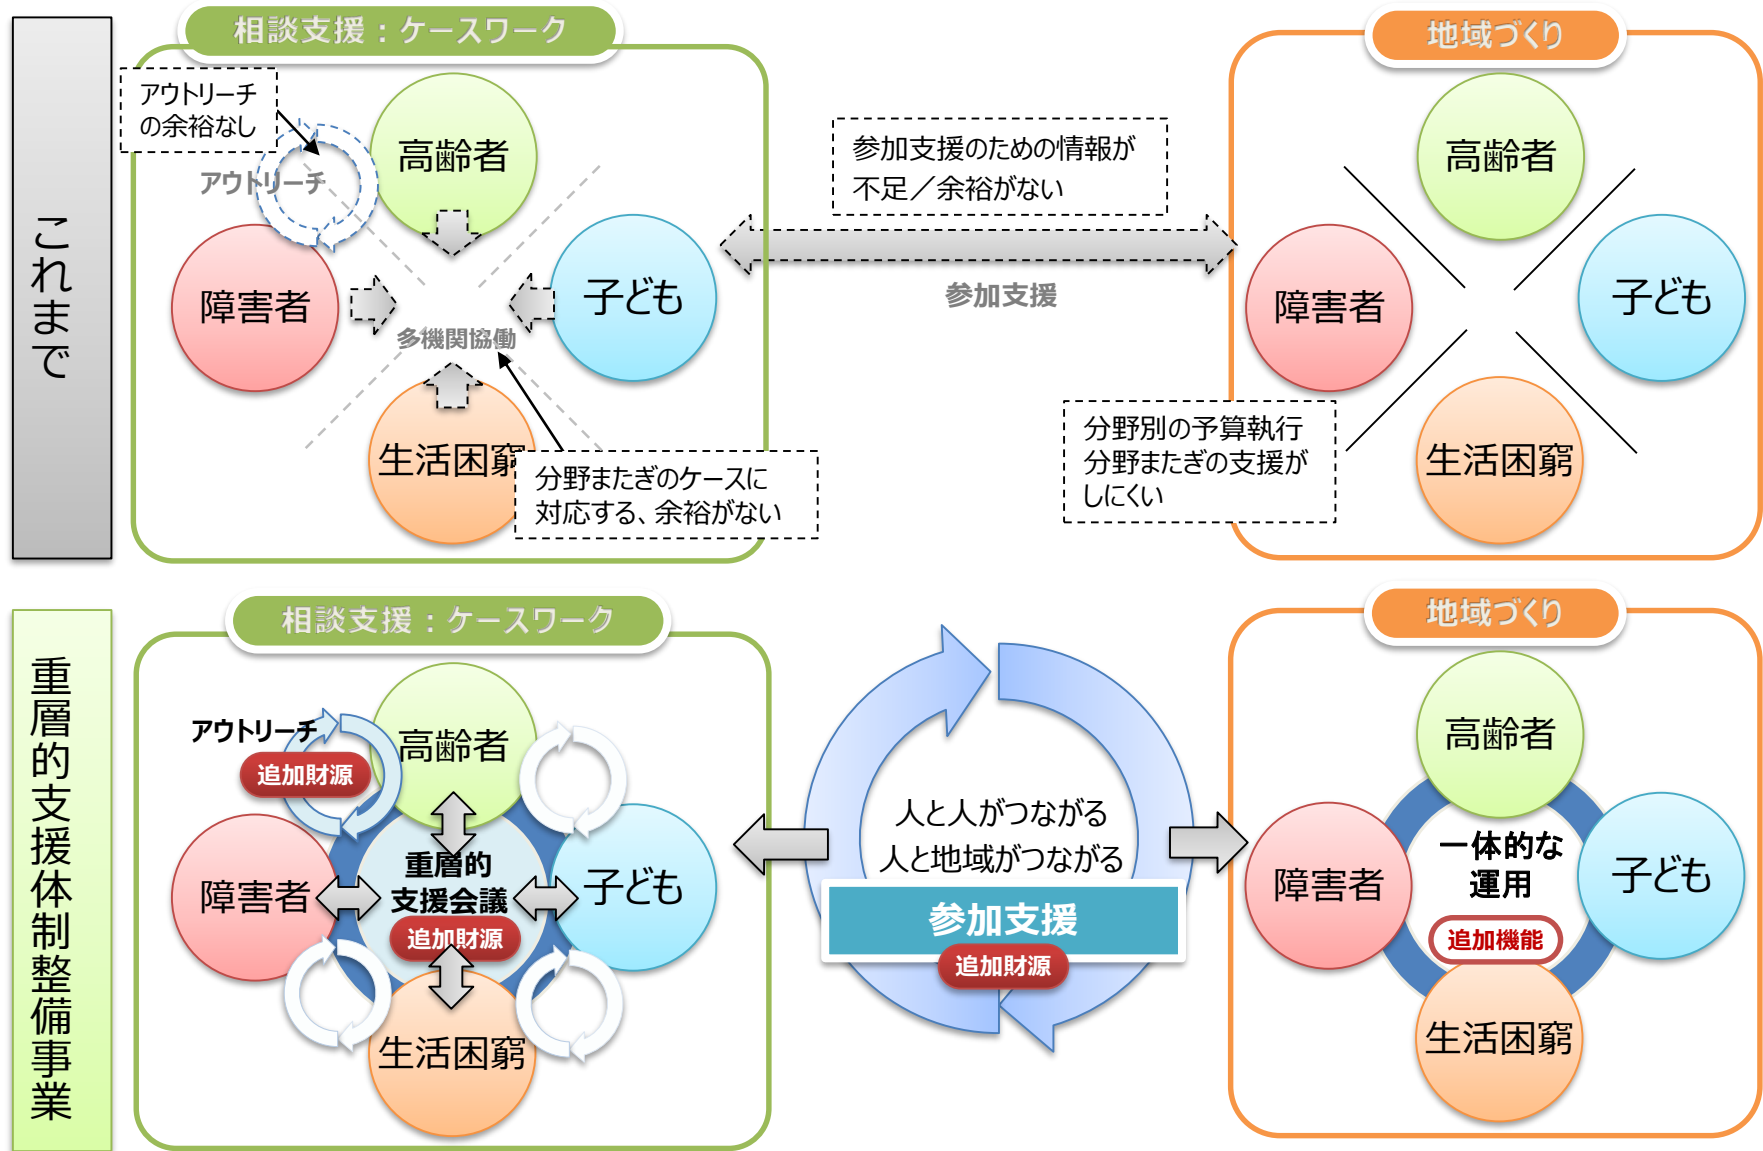 これまで
相談支援：ケースワーク
アウトリーチ
の余裕なし
アウトリーチ
高齢者
障害者
子ども
多機関協働
生活困窮
分野またぎのケースに
対応する、余裕がない
参加支援のための情報が
不足／余裕がない
参加支援
地域づくり
高齢者
障害者
子ども
生活困窮
分野別の予算執行
分野またぎの支援が
しにくい
重層的支援体制整備事業
相談支援：ケースワーク
アウトリーチ
追加財源
高齢者
障害者
子ども
重層的
支援会議
追加財源
生活困窮
人と人がつながる
人と地域がつながる
参加支援
追加財源
地域づくり
高齢者
障害者
子ども
一体的な
運用
追加機能
生活困窮